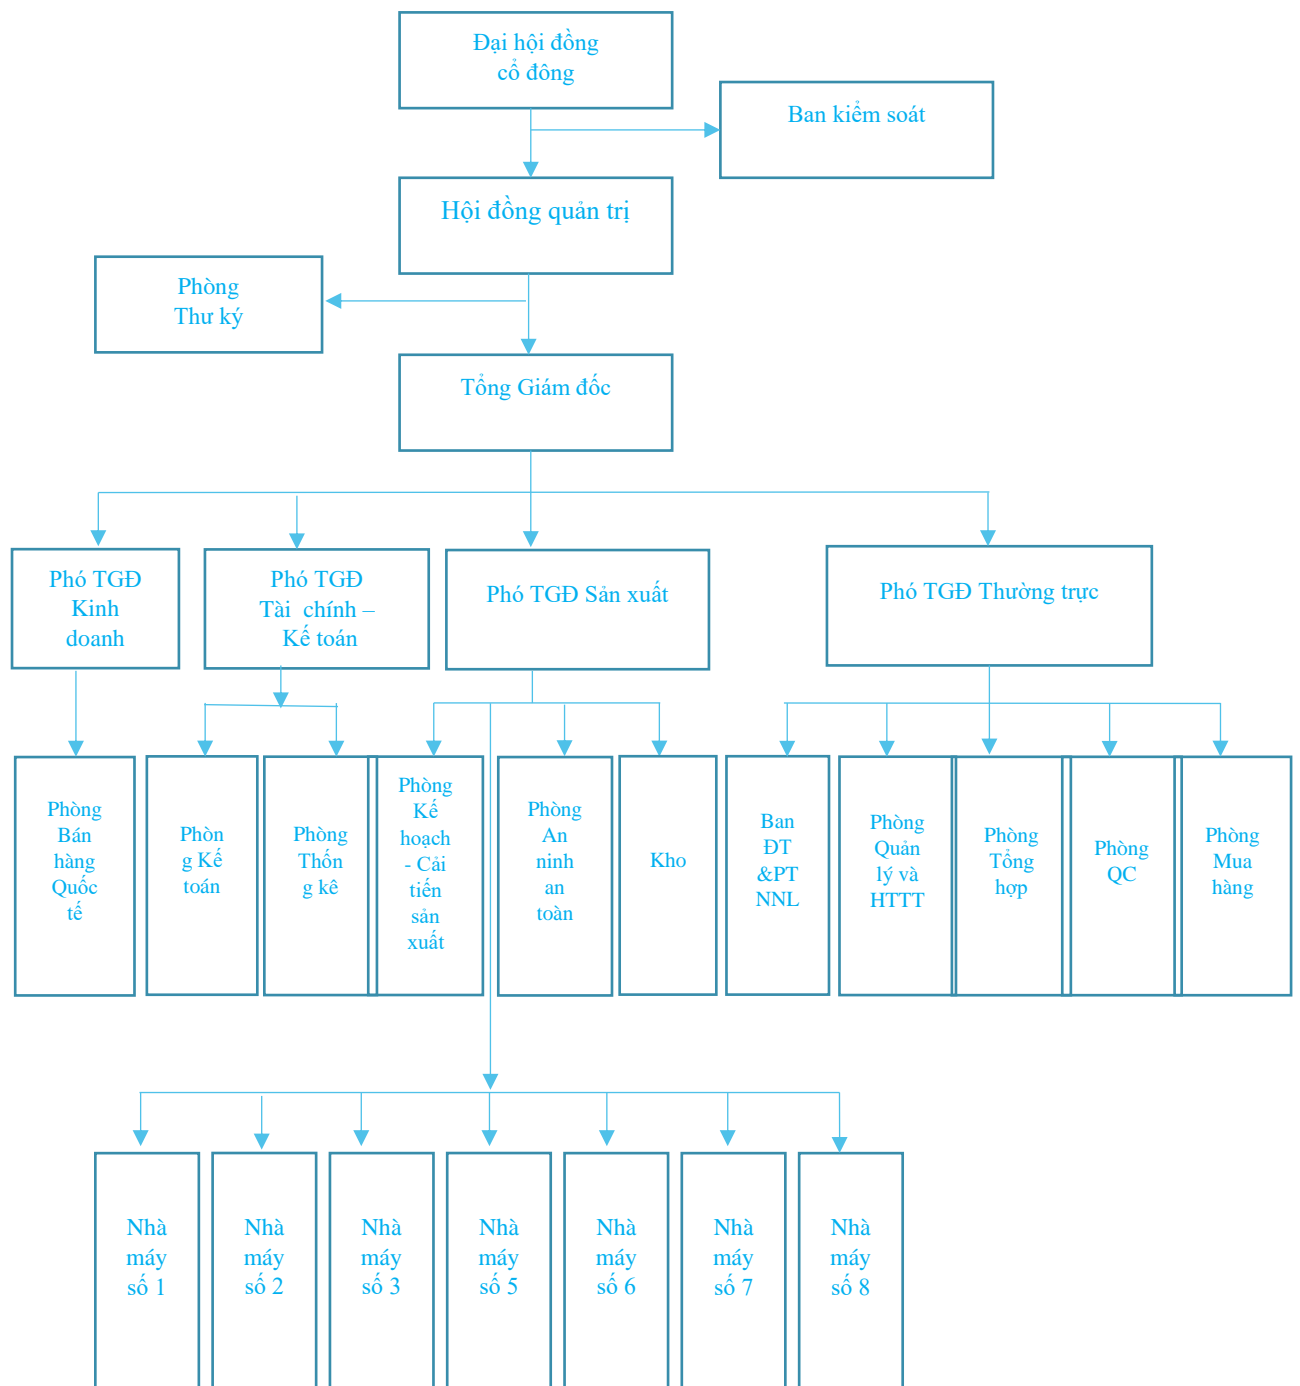 Đại hội đồng
cổ đông
Ban kiểm soát
Hội đồng quản trị
Phòng
Thư ký
Tổng Giám đốc
Phó TGĐ
Kinh
doanh
Phó TGĐ
Tài chính –
Kế toán
Phó TGĐ Sản xuất
Phó TGĐ Thường trực
Phòng
Bán
hàng
Quốc
tế
Phòn
g Kế
toán
Phòng
Thốn
g kê
Phòng
Kế
hoạch
- Cải
tiến
sản
xuất
Phòng
An
ninh
an
toàn
Kho
Ban
ĐT
&PT
NNL
Phòng
Quản
lý và
HTTT
Phòng
Tổng
hợp
Phòng
QC
Phòng
Mua
hàng
Nhà
máy
số 1
Nhà
máy
số 2
Nhà
máy
số 3
Nhà
máy
số 5
Nhà
máy
số 6
Nhà
máy
số 7
Nhà
máy
số 8